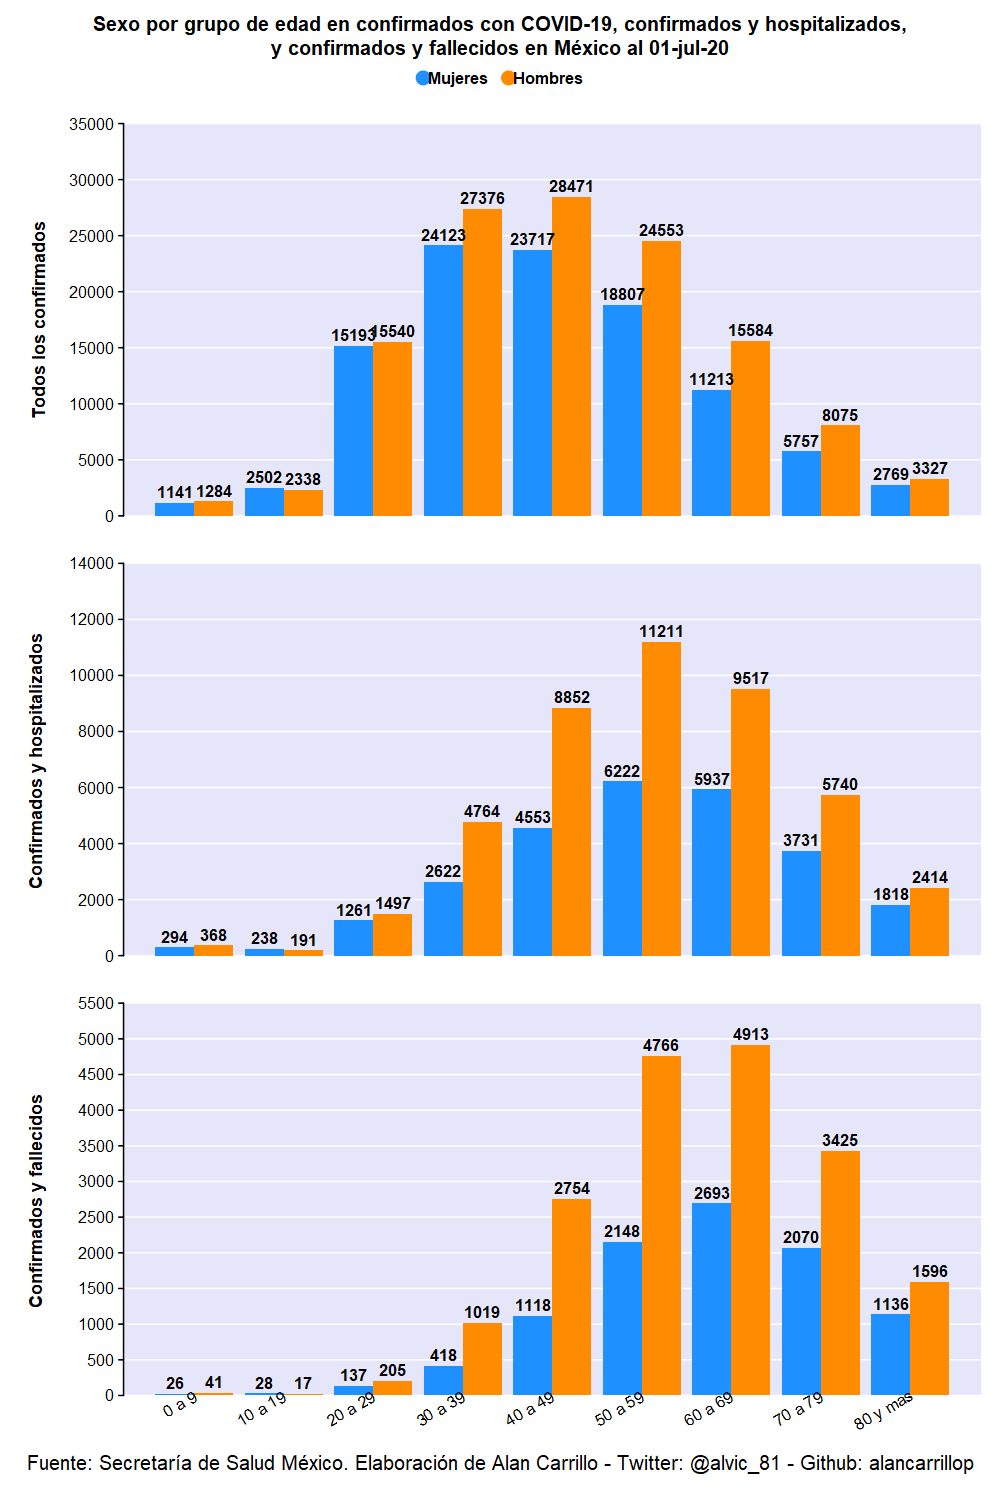 Sexo por grupo de edad en confirmados con COVID-19, confirmados y hospitalizados,
y confirmados y fallecidos en México al 01-jul-20
Mujeres Hombres
Todos los confirmados
35000
30000
25000
20000
15000
10000
5000
0
1141 1284 2502 2338 15193 15540 24123 27376 23717 28471 18807 24553 11213 15584 5757 8075 2769 3327
Confirmados y hospitalizados
14000
12000
10000
8000
6000
4000
2000
0
294 368 238 191 1261 1497 2622 4764 4553 8852 6222 11211 5937 9517 3731 5740 1818 2414
Confirmados y fallecidos
5500
5000
4500
4000
3500
3000
2500
2000
1500
1000
500
0
26 41 28 17 137 205 418 1019 1118 2754 2148 4766 2693 4913 2070 3425 1136 1596
0 a 9 10 a 19 20 a 29 30 a 39 40 a 49 50 a 59 60 a 69 70 a 79 80 y mas
Fuente: Secretaría de Salud México. Elaboración de Alan Carrillo - Twitter: @alvic_81 - Github: alancarrillop